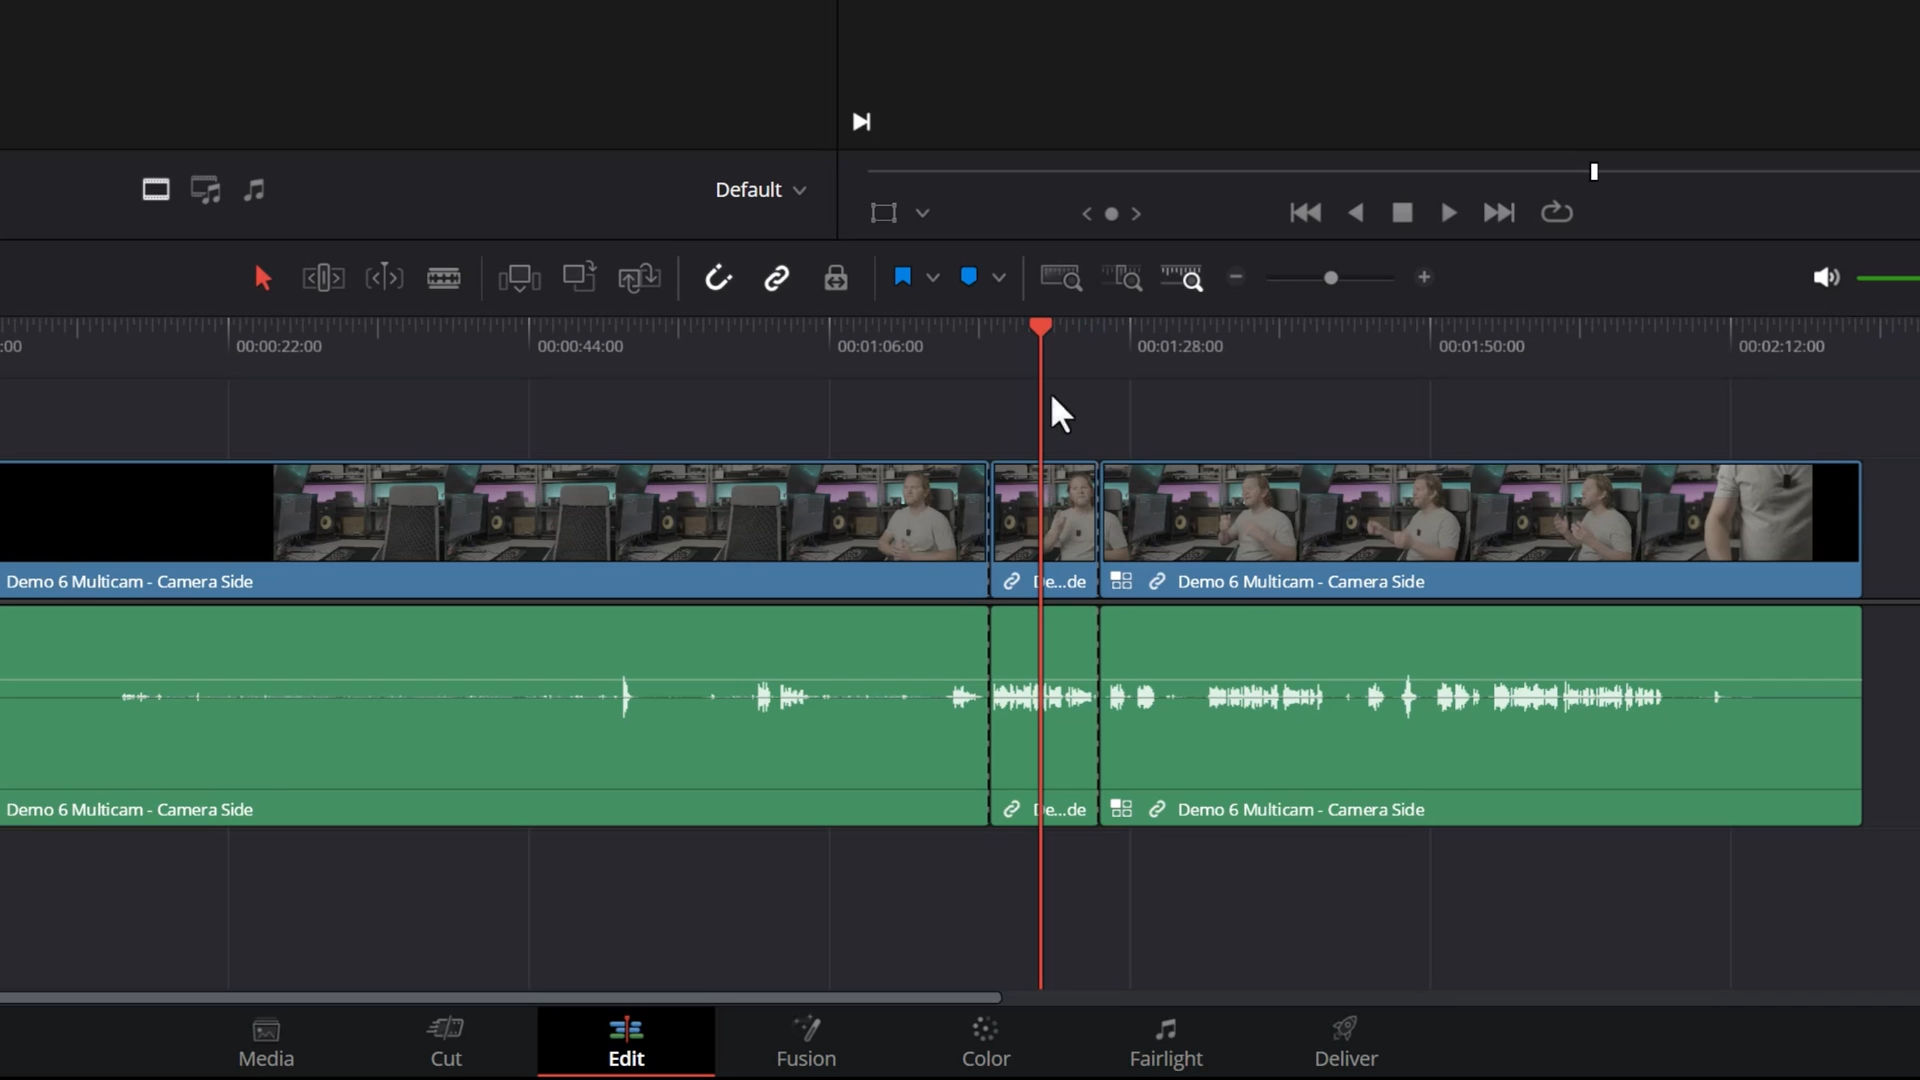 Default
:00
00:00:22:00
00:00:44:00
00:01:06:00
00:01:28:00
00:01:50:00
00:02:12:00
Demo 6 Multicam - Camera Side
De...de
Demo 6 Multicam - Camera Side
Demo 6 Multicam - Camera Side
De...de
Demo 6 Multicam - Camera Side
Media
Cut
Edit
Fusion
Color
Fairlight
Deliver